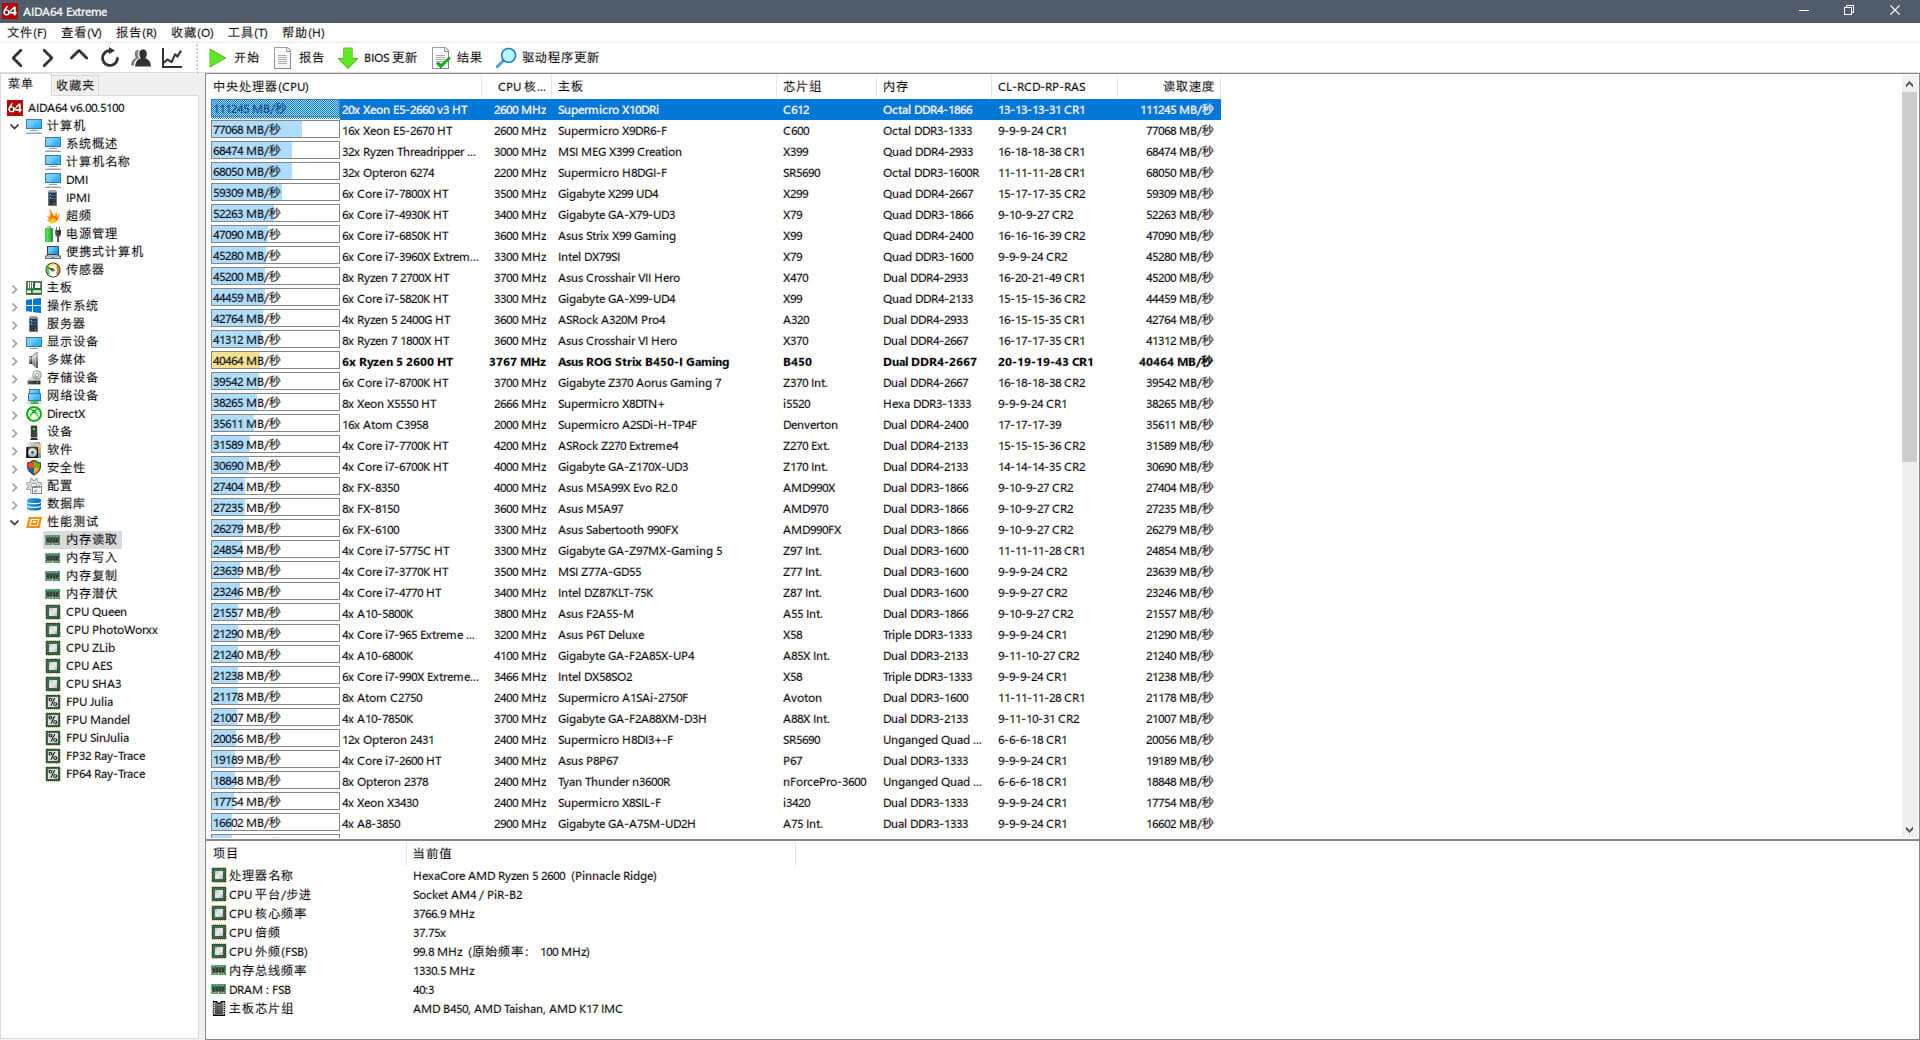 AIDA64 Extreme
文件(F) 查看(V) 报告(R) 收藏(O) 工具(T) 帮助(H)
开始 报告 BIOS 更新 结果 驱动程序更新
菜单 收藏夹
AIDA64 v6.00.5100
计算机
系统概述
计算机名称
DMI
IPMI
超频
电源管理
便携式计算机
传感器
主板
操作系统
服务器
显示设备
多媒体
存储设备
网络设备
DirectX
设备
软件
安全性
配置
数据库
性能测试
内存读取
内存写入
内存复制
内存潜伏
CPU Queen
CPU PhotoWorxx
CPU ZLib
CPU AES
CPU SHA3
FPU Julia
FPU Mandel
FPU SinJulia
FP32 Ray-Trace
FP64 Ray-Trace
中央处理器(CPU) CPU 核... 主板 芯片组 内存 CL-RCD-RP-RAS 读取速度
111245 MB/秒 20x Xeon E5-2660 v3 HT 2600 MHz Supermicro X10DRi C612 Octal DDR4-1866 13-13-13-31 CR1 111245 MB/秒
77068 MB/秒 16x Xeon E5-2670 HT 2600 MHz Supermicro X9DR6-F C600 Octal DDR3-1333 9-9-9-24 CR1 77068 MB/秒
68474 MB/秒 32x Ryzen Threadripper ... 3000 MHz MSI MEG X399 Creation X399 Quad DDR4-2933 16-18-18-38 CR1 68474 MB/秒
68050 MB/秒 32x Opteron 6274 2200 MHz Supermicro H8DGI-F SR5690 Octal DDR3-1600R 11-11-11-28 CR1 68050 MB/秒
59309 MB/秒 6x Core i7-7800X HT 3500 MHz Gigabyte X299 UD4 X299 Quad DDR4-2667 15-17-17-35 CR2 59309 MB/秒
52263 MB/秒 6x Core i7-4930K HT 3400 MHz Gigabyte GA-X79-UD3 X79 Quad DDR3-1866 9-10-9-27 CR2 52263 MB/秒
47090 MB/秒 6x Core i7-6850K HT 3600 MHz Asus Strix X99 Gaming X99 Quad DDR4-2400 16-16-16-39 CR2 47090 MB/秒
45280 MB/秒 6x Core i7-3960X Extrem... 3300 MHz Intel DX79SI X79 Quad DDR3-1600 9-9-9-24 CR2 45280 MB/秒
45200 MB/秒 8x Ryzen 7 2700X HT 3700 MHz Asus Crosshair VII Hero X470 Dual DDR4-2933 16-20-21-49 CR1 45200 MB/秒
44459 MB/秒 6x Core i7-5820K HT 3300 MHz Gigabyte GA-X99-UD4 X99 Quad DDR4-2133 15-15-15-36 CR2 44459 MB/秒
42764 MB/秒 4x Ryzen 5 2400G HT 3600 MHz ASRock A320M Pro4 A320 Dual DDR4-2933 16-15-15-35 CR1 42764 MB/秒
41312 MB/秒 8x Ryzen 7 1800X HT 3600 MHz Asus Crosshair VI Hero X370 Dual DDR4-2667 16-17-17-35 CR1 41312 MB/秒
40464 MB/秒 6x Ryzen 5 2600 HT 3767 MHz Asus ROG Strix B450-I Gaming B450 Dual DDR4-2667 20-19-19-43 CR1 40464 MB/秒
39542 MB/秒 6x Core i7-8700K HT 3700 MHz Gigabyte Z370 Aorus Gaming 7 Z370 Int. Dual DDR4-2667 16-18-18-38 CR2 39542 MB/秒
38265 MB/秒 8x Xeon X5550 HT 2666 MHz Supermicro X8DTN+ i5520 Hexa DDR3-1333 9-9-9-24 CR1 38265 MB/秒
35611 MB/秒 16x Atom C3958 2000 MHz Supermicro A2SDi-H-TP4F Denverton Dual DDR4-2400 17-17-17-39 35611 MB/秒
31589 MB/秒 4x Core i7-7700K HT 4200 MHz ASRock Z270 Extreme4 Z270 Ext. Dual DDR4-2133 15-15-15-36 CR2 31589 MB/秒
30690 MB/秒 4x Core i7-6700K HT 4000 MHz Gigabyte GA-Z170X-UD3 Z170 Int. Dual DDR4-2133 14-14-14-35 CR2 30690 MB/秒
27404 MB/秒 8x FX-8350 4000 MHz Asus M5A99X Evo R2.0 AMD990X Dual DDR3-1866 9-10-9-27 CR2 27404 MB/秒
27235 MB/秒 8x FX-8150 3600 MHz Asus M5A97 AMD970 Dual DDR3-1866 9-10-9-27 CR2 27235 MB/秒
26279 MB/秒 6x FX-6100 3300 MHz Asus Sabertooth 990FX AMD990FX Dual DDR3-1866 9-10-9-27 CR2 26279 MB/秒
24854 MB/秒 4x Core i7-5775C HT 3300 MHz Gigabyte GA-Z97MX-Gaming 5 Z97 Int. Dual DDR3-1600 11-11-11-28 CR1 24854 MB/秒
23639 MB/秒 4x Core i7-3770K HT 3500 MHz MSI Z77A-GD55 Z77 Int. Dual DDR3-1600 9-9-9-24 CR2 23639 MB/秒
23246 MB/秒 4x Core i7-4770 HT 3400 MHz Intel DZ87KLT-75K Z87 Int. Dual DDR3-1600 9-9-9-27 CR2 23246 MB/秒
21557 MB/秒 4x A10-5800K 3800 MHz Asus F2A55-M A55 Int. Dual DDR3-1866 9-10-9-27 CR2 21557 MB/秒
21290 MB/秒 4x Core i7-965 Extreme ... 3200 MHz Asus P6T Deluxe X58 Triple DDR3-1333 9-9-9-24 CR1 21290 MB/秒
21240 MB/秒 4x A10-6800K 4100 MHz Gigabyte GA-F2A85X-UP4 A85X Int. Dual DDR3-2133 9-11-10-27 CR2 21240 MB/秒
21238 MB/秒 6x Core i7-990X Extreme... 3466 MHz Intel DX58SO2 X58 Triple DDR3-1333 9-9-9-24 CR1 21238 MB/秒
21178 MB/秒 8x Atom C2750 2400 MHz Supermicro A1SAi-2750F Avoton Dual DDR3-1600 11-11-11-28 CR1 21178 MB/秒
21007 MB/秒 4x A10-7850K 3700 MHz Gigabyte GA-F2A88XM-D3H A88X Int. Dual DDR3-2133 9-11-10-31 CR2 21007 MB/秒
20056 MB/秒 12x Opteron 2431 2400 MHz Supermicro H8DI3+-F SR5690 Unganged Quad ... 6-6-6-18 CR1 20056 MB/秒
19189 MB/秒 4x Core i7-2600 HT 3400 MHz Asus P8P67 P67 Dual DDR3-1333 9-9-9-24 CR1 19189 MB/秒
18848 MB/秒 8x Opteron 2378 2400 MHz Tyan Thunder n3600R nForcePro-3600 Unganged Quad ... 6-6-6-18 CR1 18848 MB/秒
17754 MB/秒 4x Xeon X3430 2400 MHz Supermicro X8SIL-F i3420 Dual DDR3-1333 9-9-9-24 CR1 17754 MB/秒
16602 MB/秒 4x A8-3850 2900 MHz Gigabyte GA-A75M-UD2H A75 Int. Dual DDR3-1333 9-9-9-24 CR1 16602 MB/秒
项目 当前值
处理器名称 HexaCore AMD Ryzen 5 2600 (Pinnacle Ridge)
CPU 平台/步进 Socket AM4 / PiR-B2
CPU 核心频率 3766.9 MHz
CPU 倍频 37.75x
CPU 外频(FSB) 99.8 MHz (原始频率： 100 MHz)
内存总线频率 1330.5 MHz
DRAM : FSB 40:3
主板芯片组 AMD B450, AMD Taishan, AMD K17 IMC